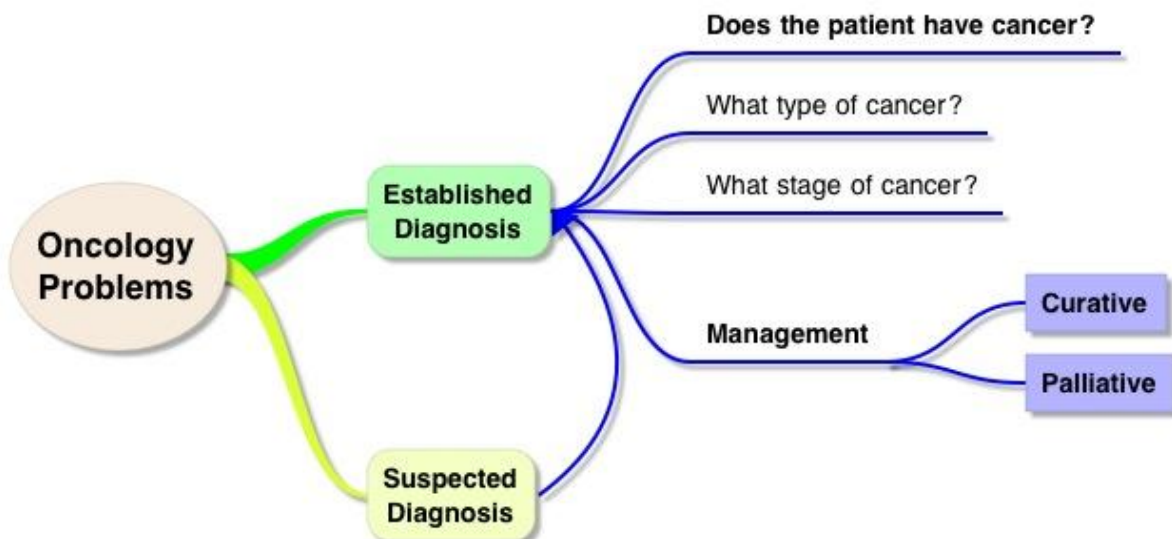 Does the patient have cancer?
What type of cancer?
Established
Diagnosis
What stage of cancer?
Oncology
Problems
Curative
Management
Palliative
Suspected
Diagnosis